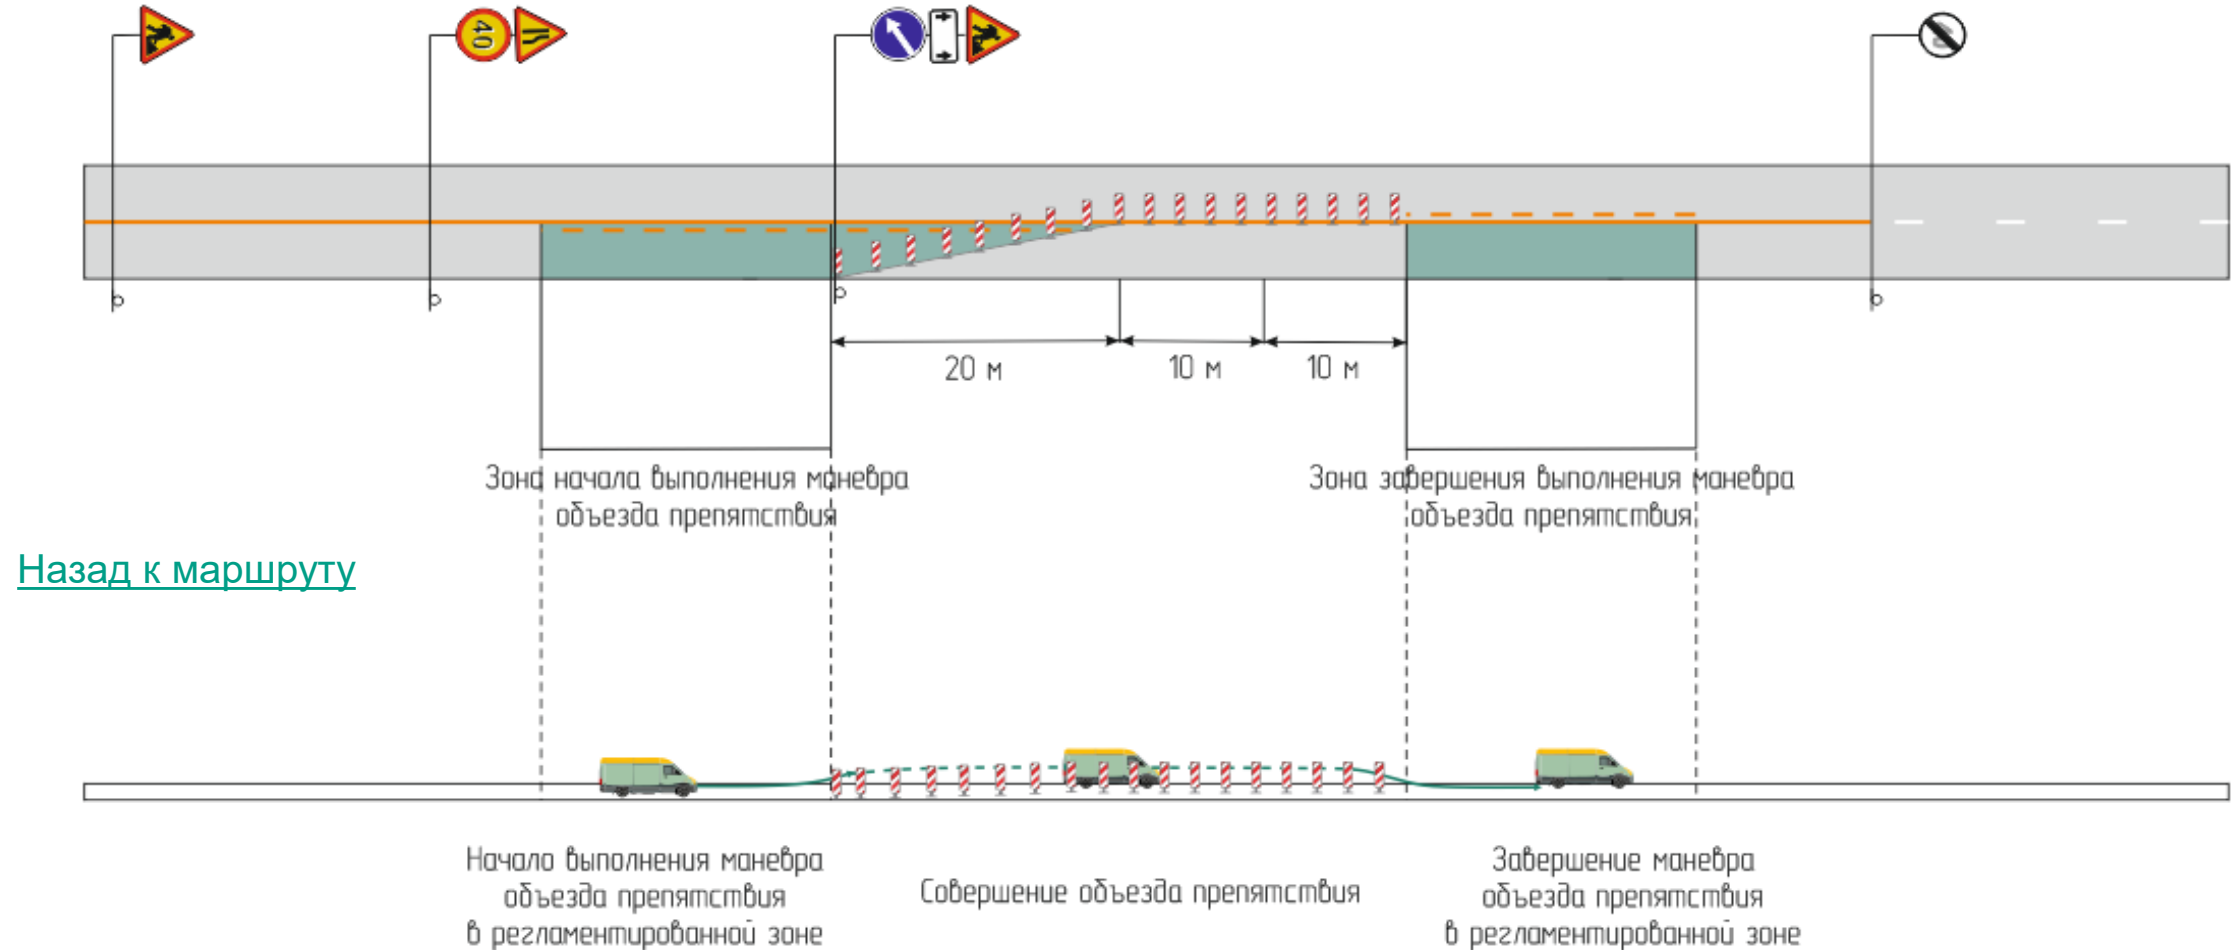 40
20 м
10 м
10 м
Зона начала выполнения маневра
объезда препятствия
Зона завершения выполнения маневра
объезда препятствия
Назад к маршруту
Начало выполнения маневра
объезда препятствия
в регламентированной зоне
Совершение объезда препятствия
Завершение маневра
объезда препятствия
в регламентированной зоне